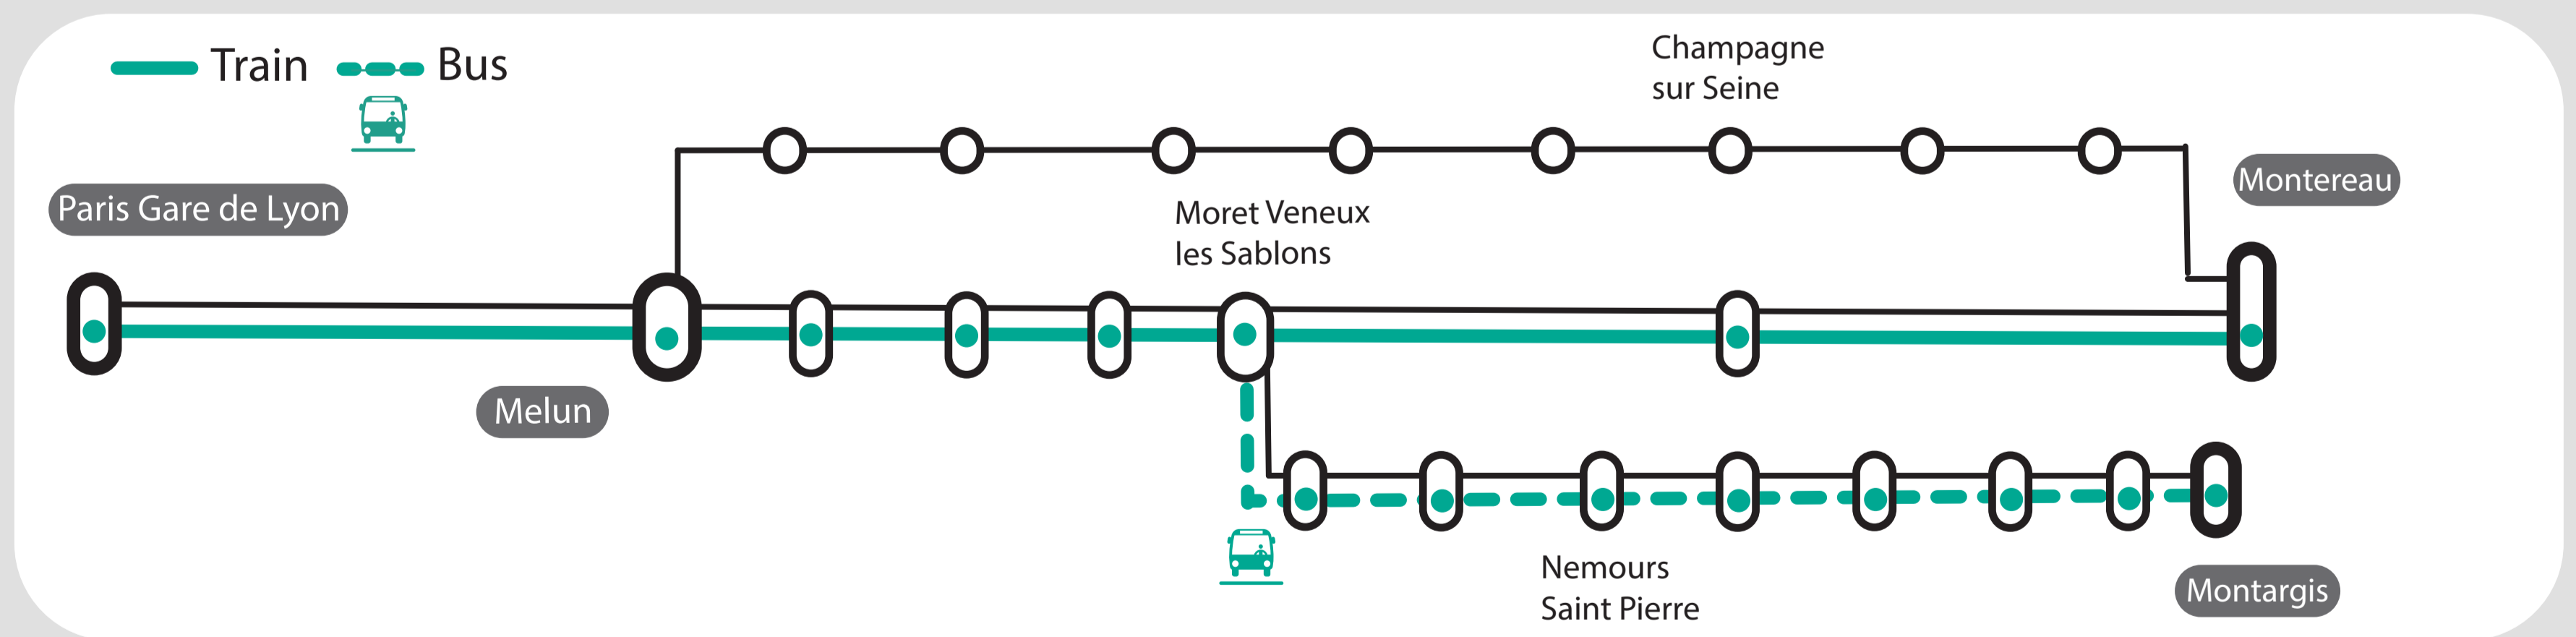 Train
Bus
Champagne
sur Seine
Montereau
Paris Gare de Lyon
Moret Veneux
les Sablons
Melun
Nemours
Saint Pierre
Montargis